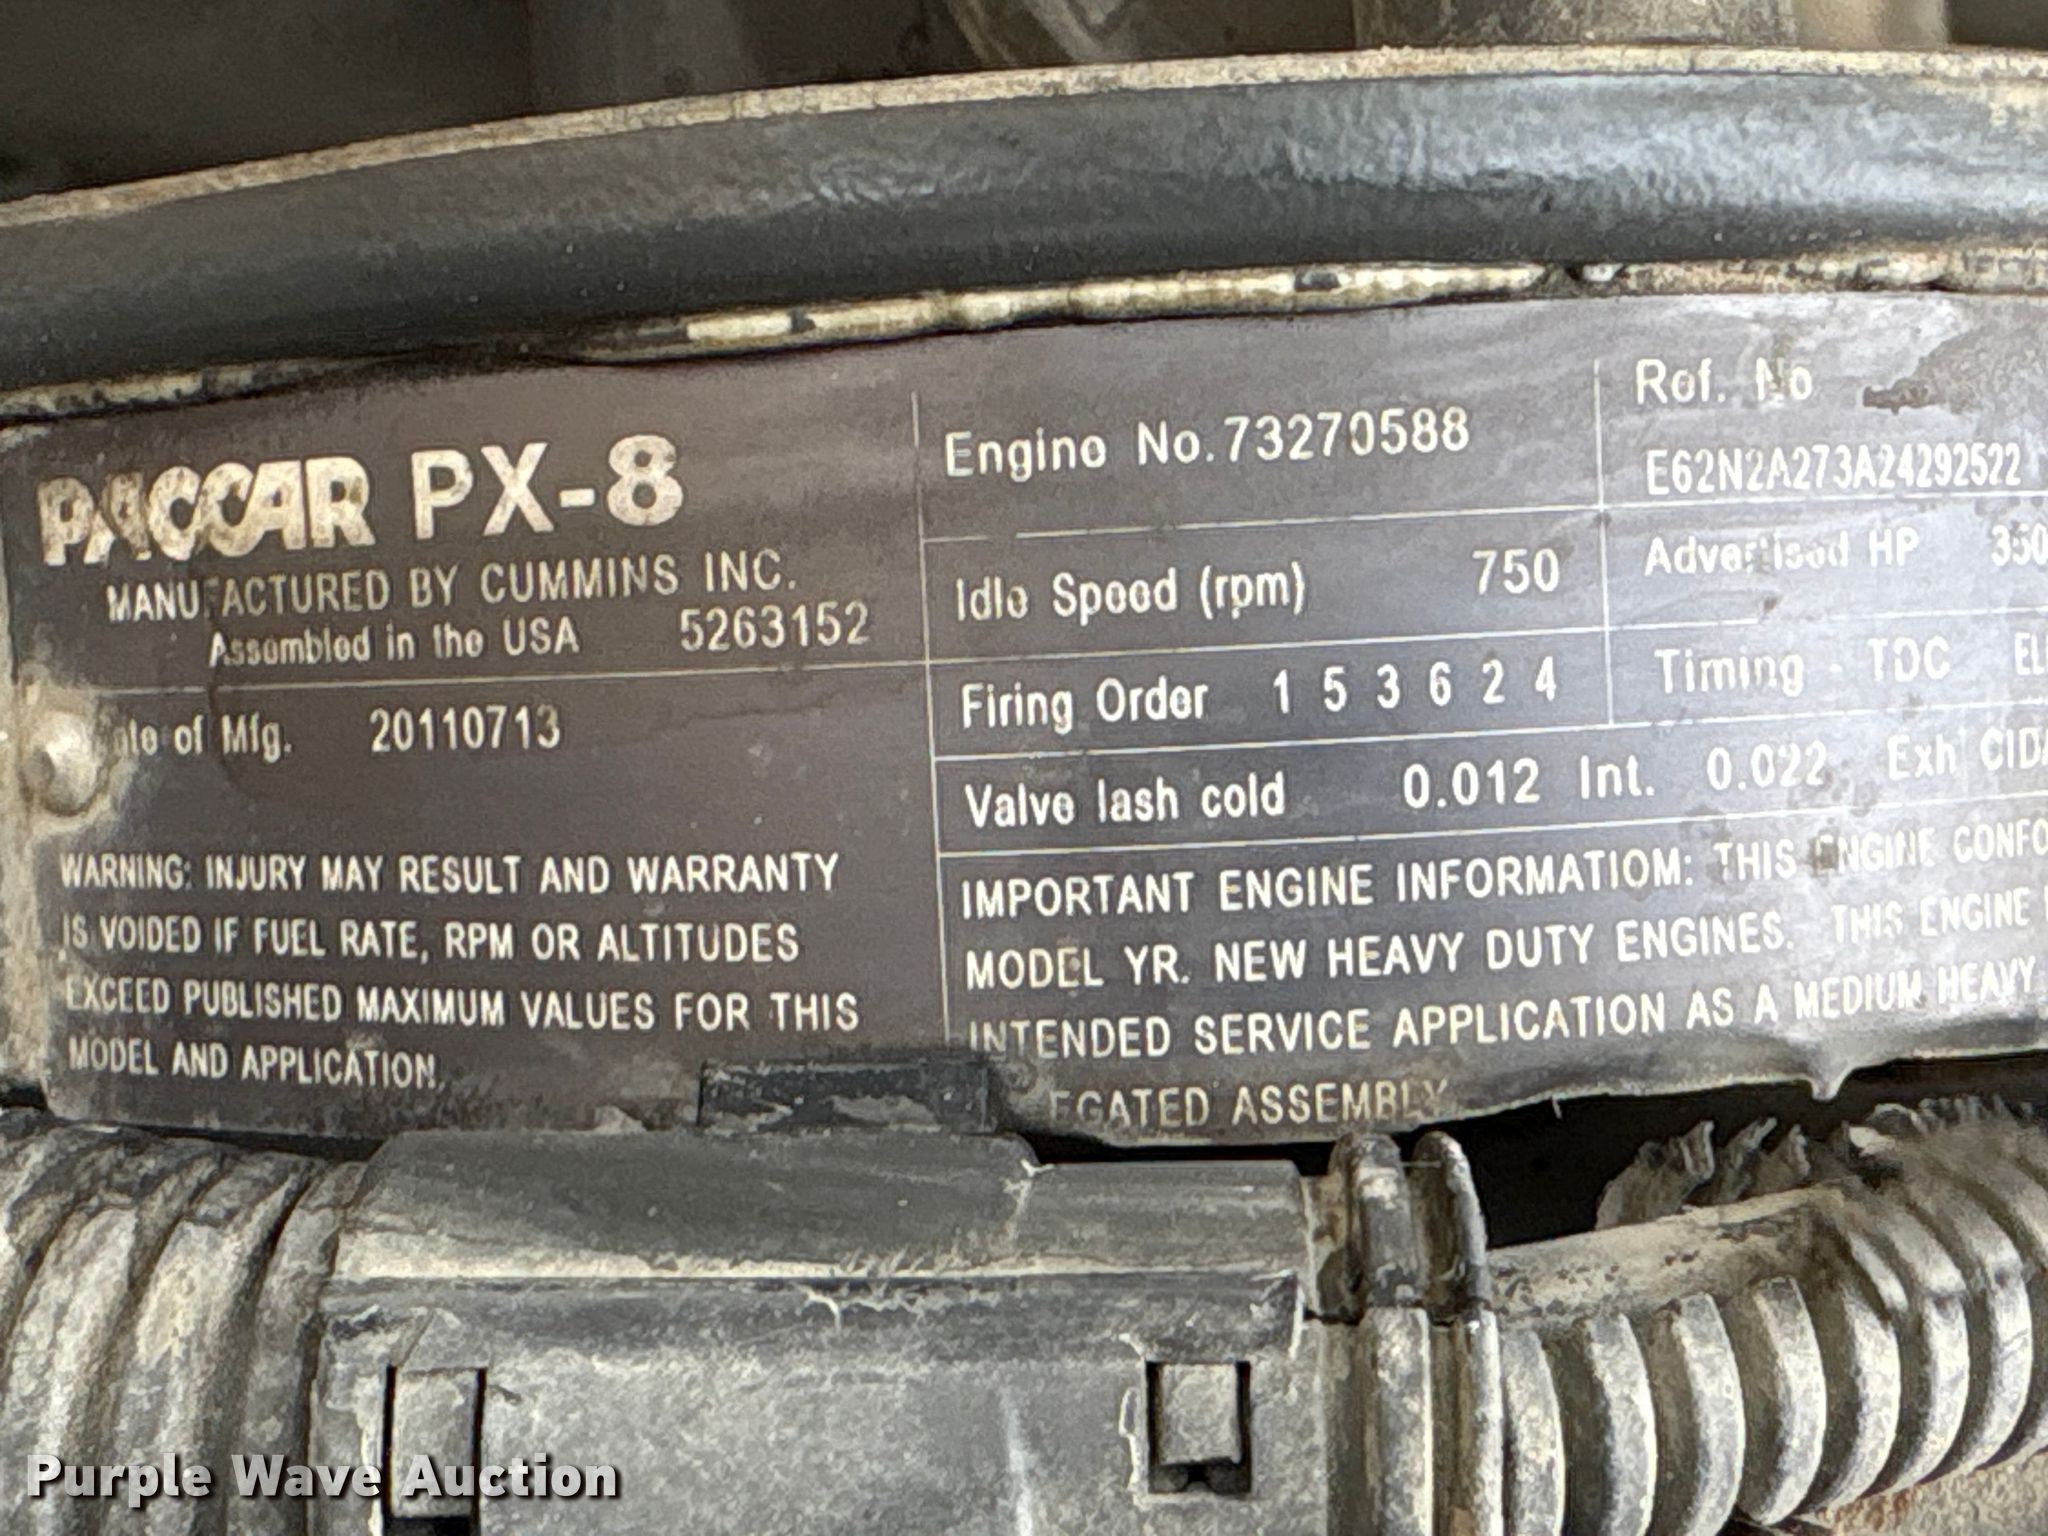 PACCAR PX-8
MANUFACTURED BY CUMMINS INC.
Assembled in the USA 5263152
Date of Mfg. 20110713
WARNING: INJURY MAY RESULT AND WARRANTY
IS VOIDED IF FUEL RATE, RPM OR ALTITUDES
EXCEED PUBLISHED MAXIMUM VALUES FOR THIS
MODEL AND APPLICATION.
Engine No. 73270588
Idle Speed (rpm) 750
Firing Order 1 5 3 6 2 4
Valve lash cold 0.012 Int. 0.022 Exh
Ref. No
E62N2A273A24292522
Advertised HP 350
Timing - TDC
IMPORTANT ENGINE INFORMATIOM: THIS ENGINE
MODEL YR. NEW HEAVY DUTY ENGINES. THIS ENGINE
INTENDED SERVICE APPLICATION AS A MEDIUM HEAVY
ASSEMBLY
Purple Wave Auction